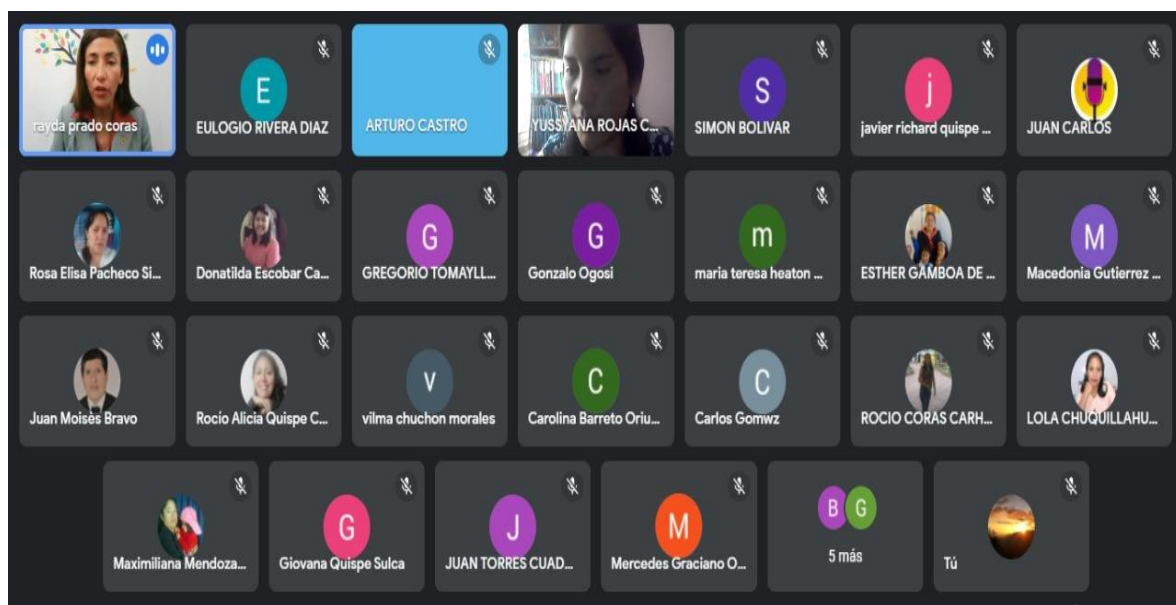 rayda prado coras
E
EULOGIO RIVERA DIAZ
ARTURO CASTRO
YUSSYANA ROJAS C...
S
SIMON BOLIVAR
j
javier richard quispe ...
JUAN CARLOS
Rosa Elisa Pacheco Si...
Donatilda Escobar Ca...
G
GREGORIO TOMAYLL...
G
Gonzalo Ogosi
m
maria teresa heaton ...
ESTHER GAMBOA DE ...
M
Macedonia Gutierrez ...
Juan Moisès Bravo
Rocío Alicia Quispe C...
v
vilma chuchon morales
C
Carolina Barreto Oriu...
C
Carlos Gomwz
ROCIO CORAS CARH...
LOLA CHUQUILLAHU...
Maximiliana Mendoza...
G
Giovana Quispe Sulca
J
JUAN TORRES CUAD...
M
Mercedes Graciano O...
B G
5 más
Tú